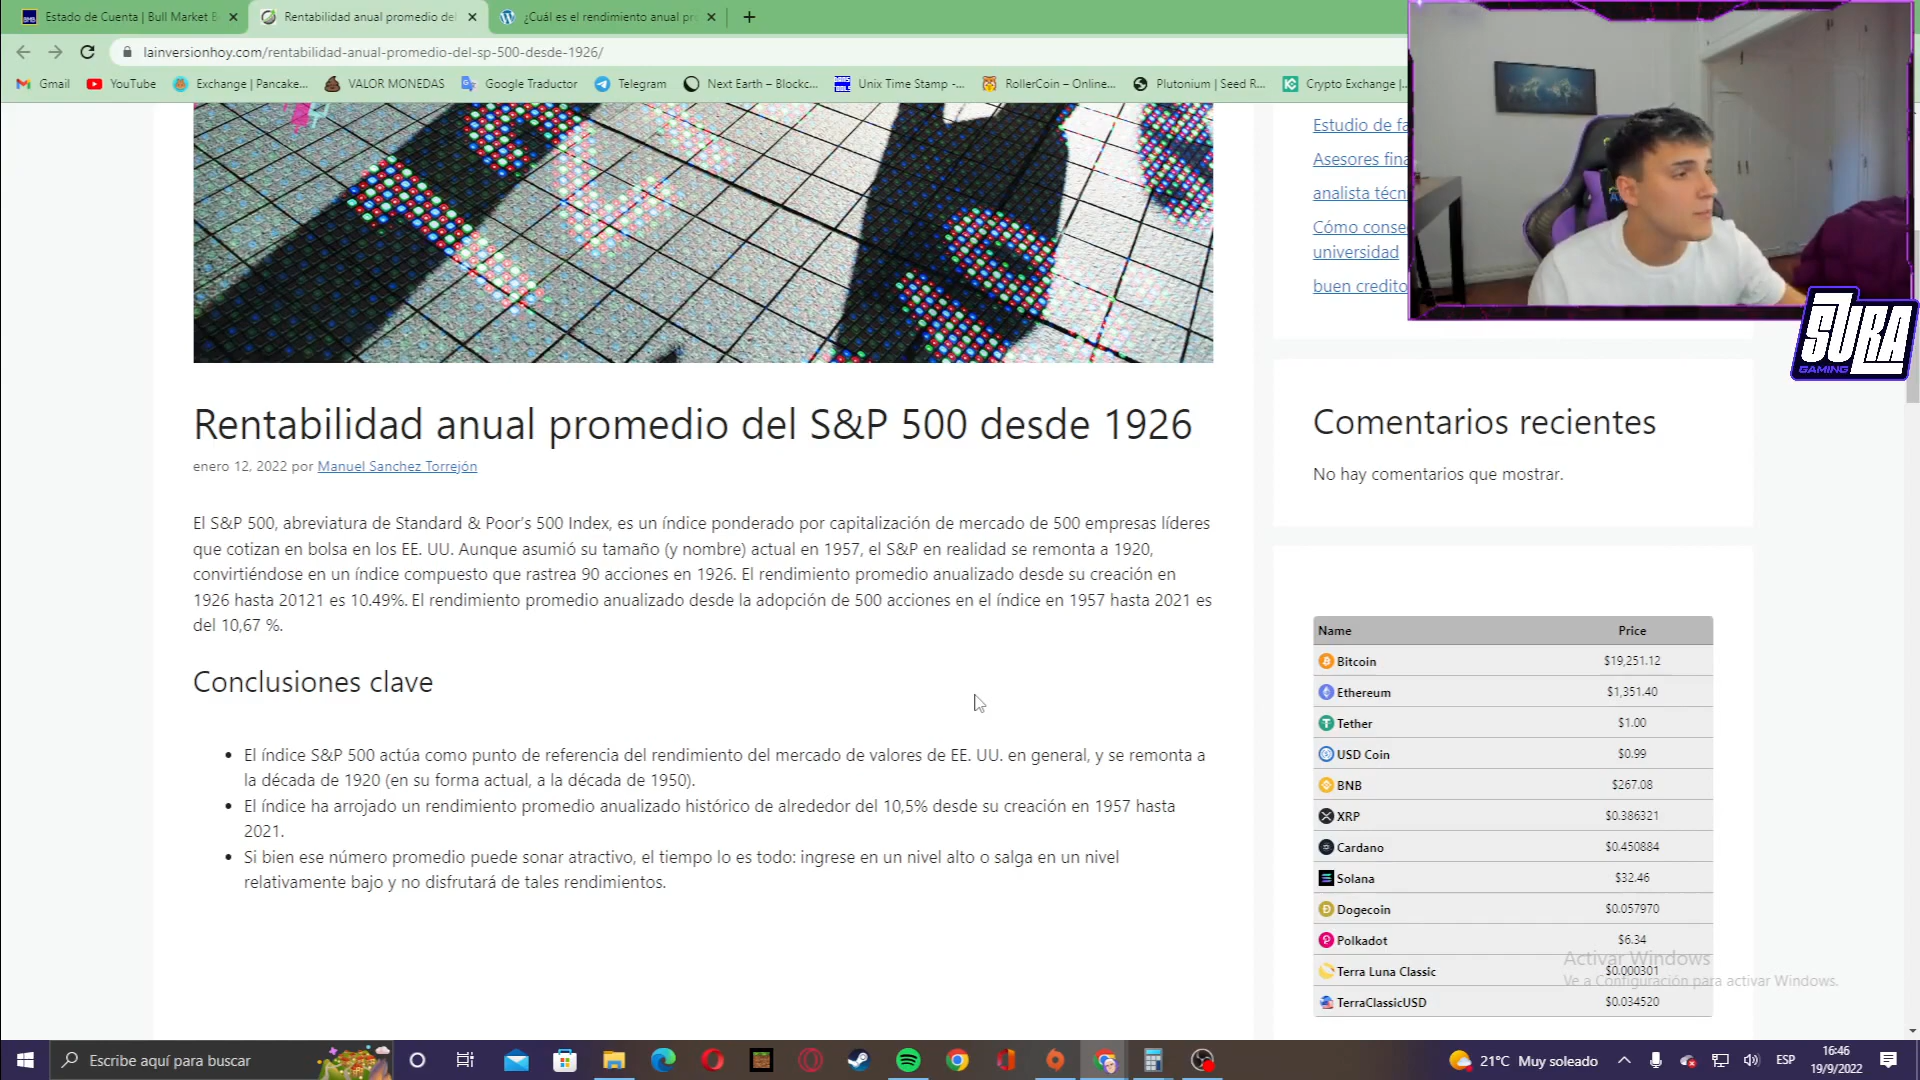 Estado de Cuenta | Bull Market B
Rentabilidad anual promedio del
¿Cuál es el rendimiento anual pr
lainversionhoy.com/rentabilidad-anual-promedio-del-sp-500-desde-1926/
Gmail
YouTube
Exchange | Pancake...
VALOR MONEDAS
Google Traductor
Telegram
Next Earth – Blockc...
Unix Time Stamp -...
RollerCoin – Online...
Plutonium | Seed R...
Crypto Exchange |...
Estudio de fa
Asesores fina
analista técn
Cómo conse
universidad
buen credito
SURA
GAMING
Rentabilidad anual promedio del S&P 500 desde 1926
enero 12, 2022 por Manuel Sanchez Torrejón
El S&P 500, abreviatura de Standard & Poor’s 500 Index, es un índice ponderado por capitalización de mercado de 500 empresas líderes
que cotizan en bolsa en los EE. UU. Aunque asumió su tamaño (y nombre) actual en 1957, el S&P en realidad se remonta a 1920,
convirtiéndose en un índice compuesto que rastrea 90 acciones en 1926. El rendimiento promedio anualizado desde su creación en
1926 hasta 20121 es 10.49%. El rendimiento promedio anualizado desde la adopción de 500 acciones en el índice en 1957 hasta 2021 es
del 10,67 %.
Conclusiones clave
El índice S&P 500 actúa como punto de referencia del rendimiento del mercado de valores de EE. UU. en general, y se remonta a
la década de 1920 (en su forma actual, a la década de 1950).
El índice ha arrojado un rendimiento promedio anualizado histórico de alrededor del 10,5% desde su creación en 1957 hasta
2021.
Si bien ese número promedio puede sonar atractivo, el tiempo lo es todo: ingrese en un nivel alto o salga en un nivel
relativamente bajo y no disfrutará de tales rendimientos.
Comentarios recientes
No hay comentarios que mostrar.
Name Price
Bitcoin $19,251.12
Ethereum $1,351.40
Tether $1.00
USD Coin $0.99
BNB $267.08
XRP $0.386321
Cardano $0.450884
Solana $32.46
Dogecoin $0.057970
Polkadot $6.34
Terra Luna Classic $0.000301
TerraClassicUSD $0.034520
Activar Windows
Ve a Configuración para activar Windows.
Escribe aquí para buscar
21°C Muy soleado
ESP
16:46
19/9/2022